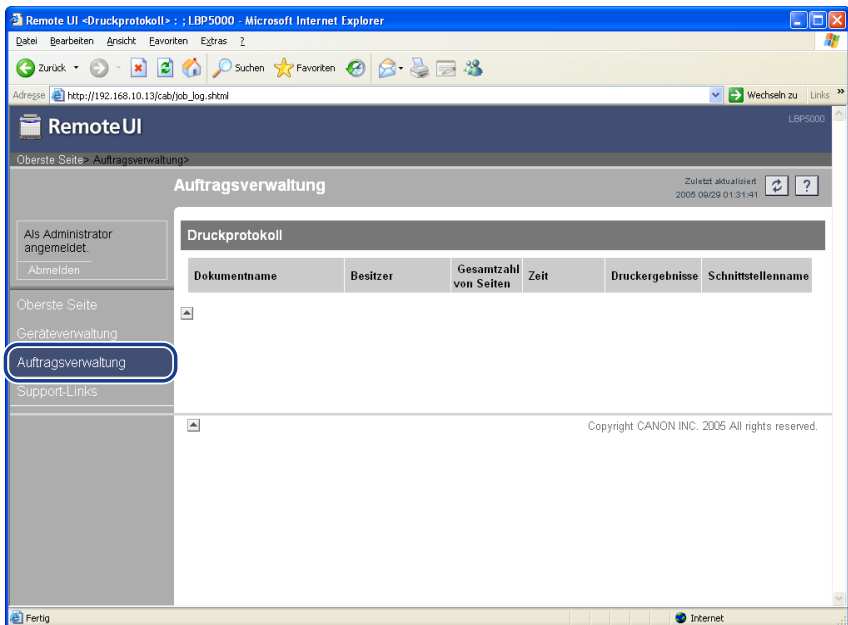 Remote UI <Druckprotokoll> : ; LBP5000 - Microsoft Internet Explorer
Datei Bearbeiten Ansicht Favoriten Extras ?
Zurück Suchen Favoriten
Adresse http://192.168.10.13/cab/job_log.shtml Wechseln zu Links »
Remote UI LBP5000
Oberste Seite> Auftragsverwaltung>
Auftragsverwaltung Zuletzt aktualisiert
2005 09/29 01:31:41 ?
Als Administrator
angemeldet.
Abmelden
Druckprotokoll
Dokumentname Besitzer Gesamtzahl
von Seiten Zeit Druckergebnisse Schnittstellenname
Oberste Seite
Geräteverwaltung
Auftragsverwaltung
Support-Links
Copyright CANON INC. 2005 All rights reserved.
Fertig Internet